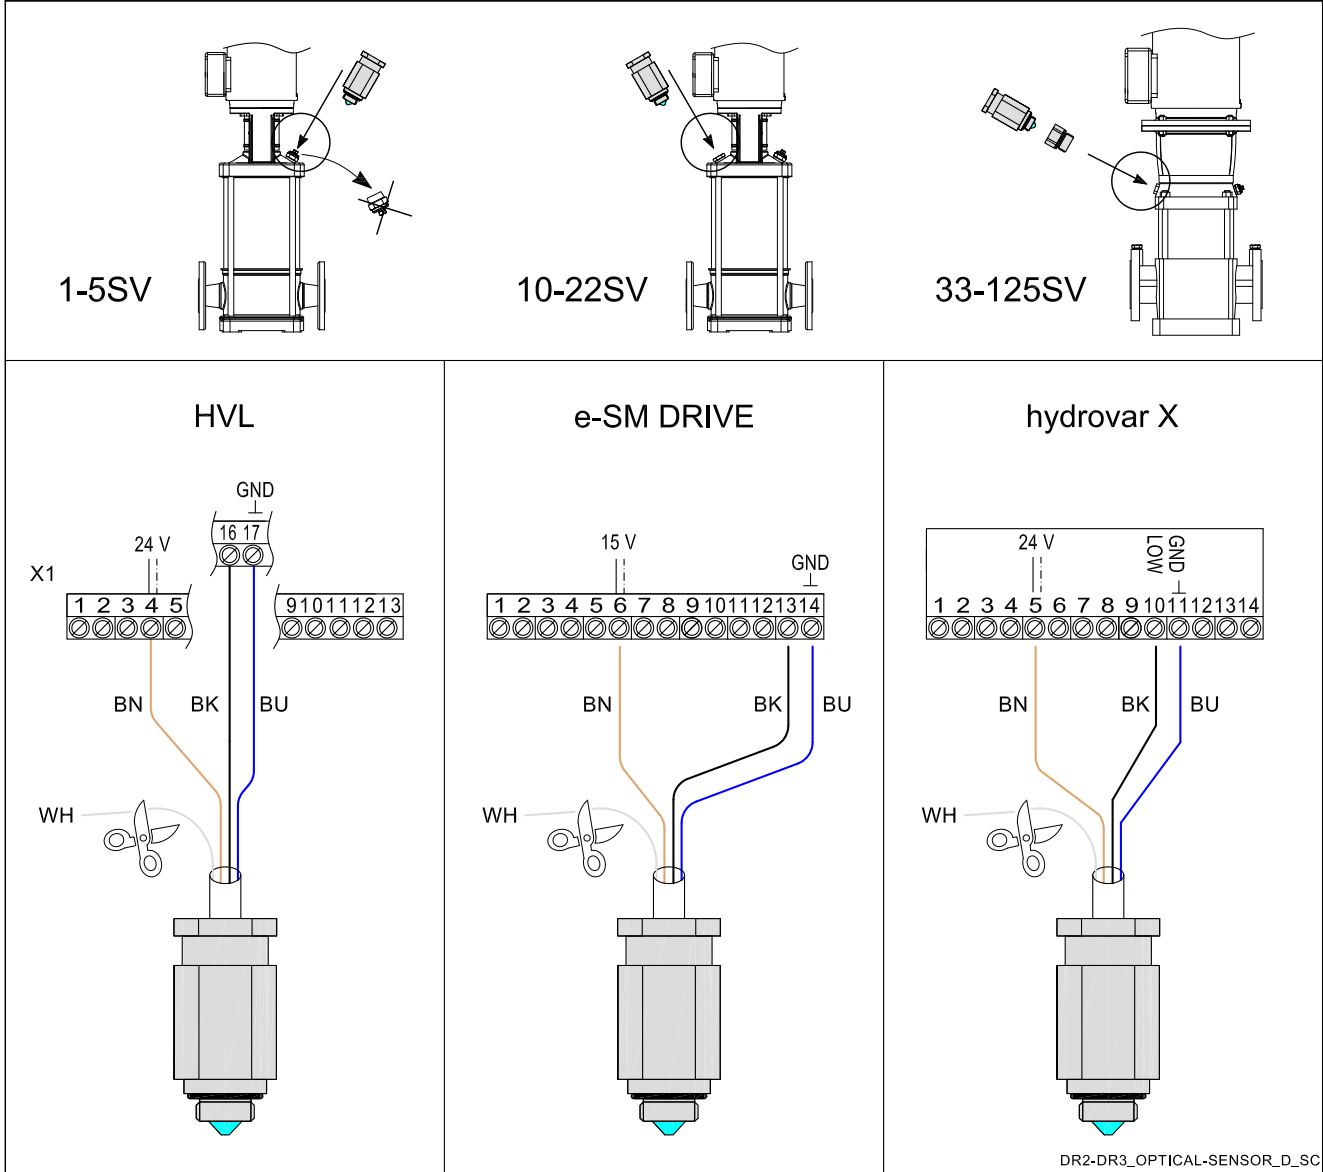 1-5SV
10-22SV
33-125SV
HVL
e-SM DRIVE
hydrovar X
GND
16 17
24 V
X1
1 2 3 4 5
9 10 11 12 13
BN
BK
BU
WH
15 V
GND
1 2 3 4 5 6 7 8 9 10 11 12 13 14
BN
BK
BU
WH
24 V
LOW
GND
1 2 3 4 5 6 7 8 9 10 11 12 13 14
BN
BK
BU
WH
DR2-DR3_OPTICAL-SENSOR_D_SC